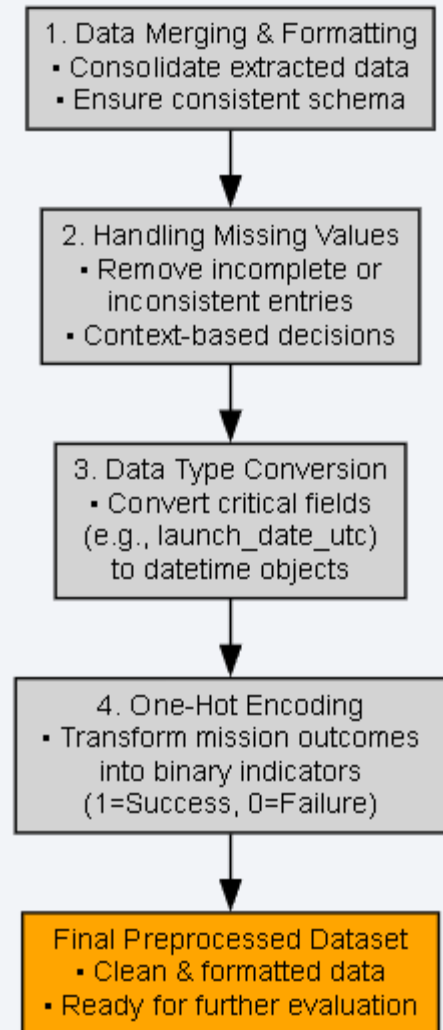 1. Data Merging & Formatting
▪ Consolidate extracted data
▪ Ensure consistent schema
2. Handling Missing Values
▪ Remove incomplete or
inconsistent entries
▪ Context-based decisions
3. Data Type Conversion
▪ Convert critical fields
(e.g., launch_date_utc)
to datetime objects
4. One-Hot Encoding
▪ Transform mission outcomes
into binary indicators
(1=Success, 0=Failure)
Final Preprocessed Dataset
▪ Clean & formatted data
▪ Ready for further evaluation